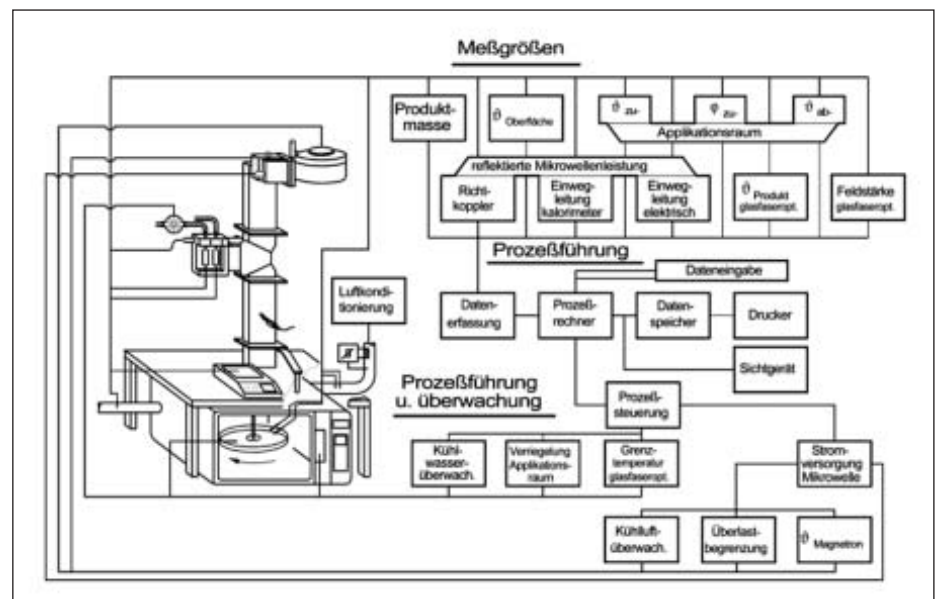 Meßgrößen
Produkt-
masse
ϑ Oberfläche
ϑ zu-
φ zu-
ϑ ab-
Applikationsraum
reflektierte Mikrowellenleistung
Richt-
koppler
Einweg-
leitung
kalorimeter
Einweg-
leitung
elektrisch
ϑ Produkt
glasfaseropt.
Feldstärke
glasfaseropt.
Prozeßführung
Dateneingabe
Luftkondi-
tionierung
Daten-
erfassung
Prozeß-
rechner
Daten-
speicher
Drucker
Sichtgerät
Prozeßführung
u. überwachung
Prozeß-
steuerung
Kühl-
wasser-
überwach.
Verriegelung
Applikations-
raum
Grenz-
temperatur
glasfaseropt.
Strom-
versorgung
Mikrowelle
Kühlluft-
überwach.
Überlast-
begrenzung
ϑ Magnetron